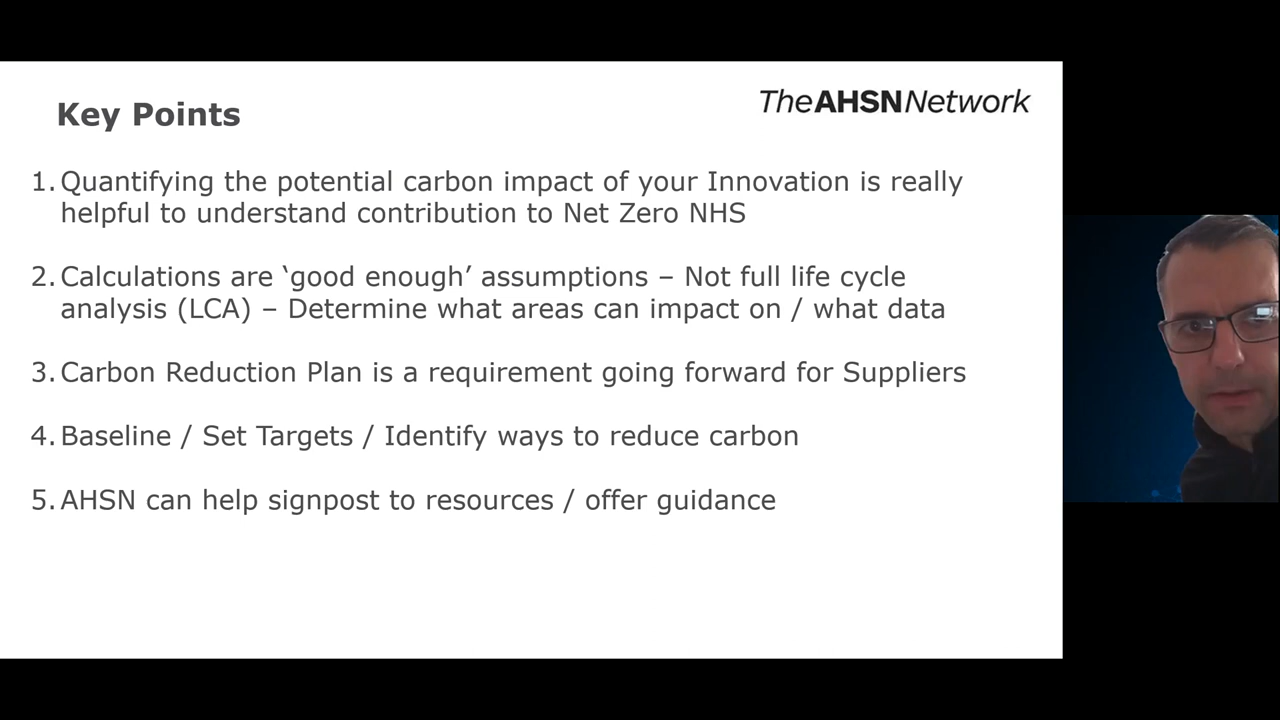 Key Points
TheAHSNNetwork
1. Quantifying the potential carbon impact of your Innovation is really
helpful to understand contribution to Net Zero NHS
2. Calculations are ‘good enough’ assumptions – Not full life cycle
analysis (LCA) – Determine what areas can impact on / what data
3. Carbon Reduction Plan is a requirement going forward for Suppliers
4. Baseline / Set Targets / Identify ways to reduce carbon
5. AHSN can help signpost to resources / offer guidance